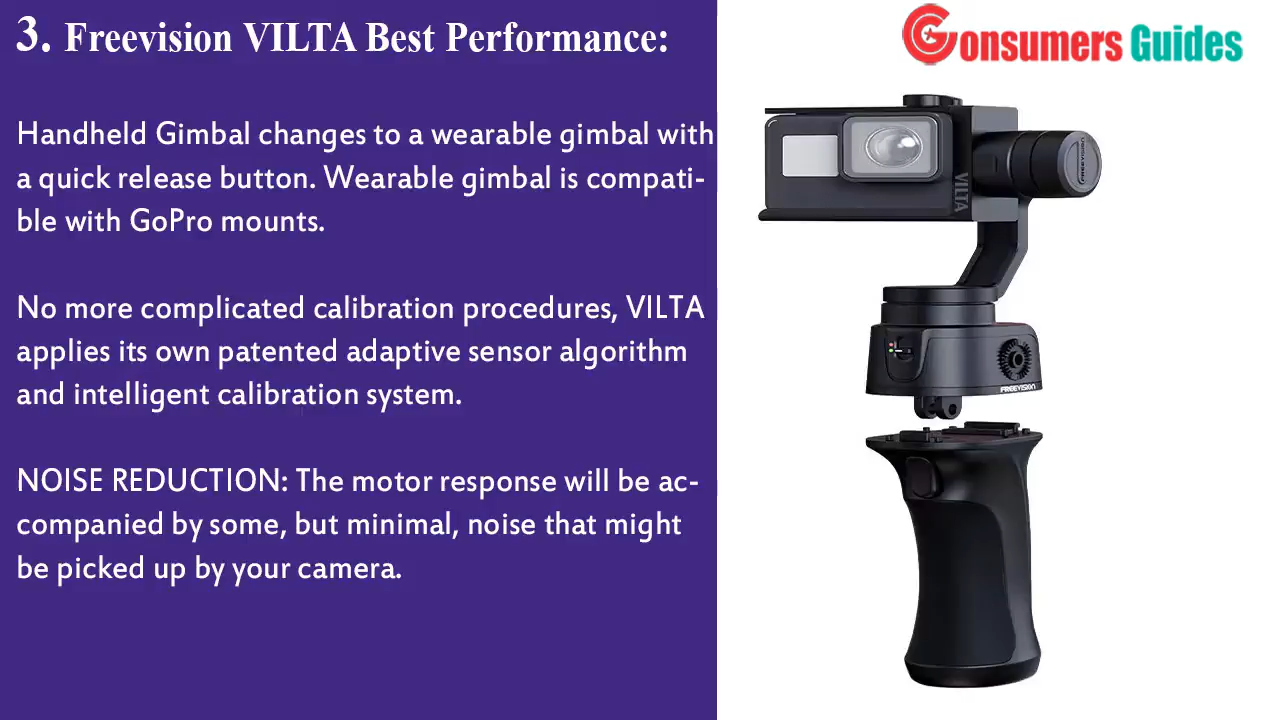 3. Freevision VILTA Best Performance:
Consumers Guides
Handheld Gimbal changes to a wearable gimbal with
a quick release button. Wearable gimbal is compati-
ble with GoPro mounts.
No more complicated calibration procedures, VILTA
applies its own patented adaptive sensor algorithm
and intelligent calibration system.
NOISE REDUCTION: The motor response will be ac-
companied by some, but minimal, noise that might
be picked up by your camera.
VILTA
FREEVISION
FREEVISION